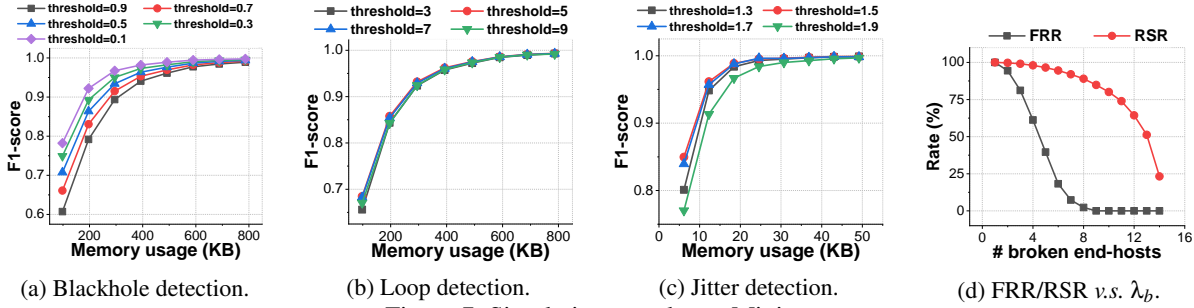 threshold=0.9 threshold=0.7
threshold=0.5 threshold=0.3
threshold=0.1
1.0
0.9
0.8
0.7
0.6
F1-score
200 400 600 800
Memory usage (KB)
(a) Blackhole detection.
threshold=3 threshold=5
threshold=7 threshold=9
1.0
0.9
0.8
0.7
F1-score
200 400 600 800
Memory usage (KB)
(b) Loop detection.
threshold=1.3 threshold=1.5
threshold=1.7 threshold=1.9
1.0
0.9
0.8
F1-score
0 10 20 30 40 50
Memory usage (KB)
(c) Jitter detection.
FRR RSR
100
75
50
25
0
Rate (%)
0 4 8 12 16
# broken end-hosts
(d) FRR/RSR v.s. λb.